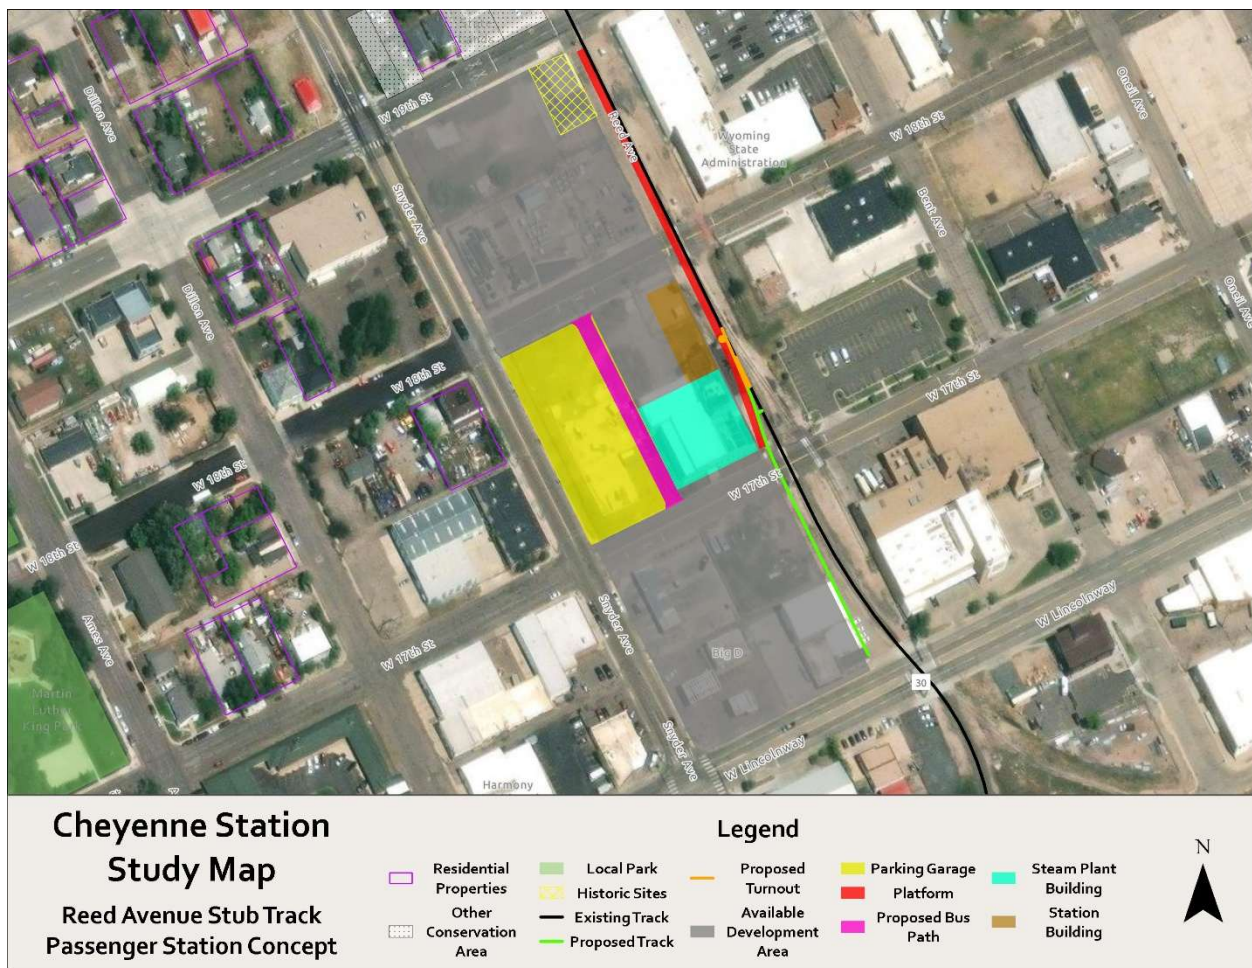 Dillon Ave
W 19th St
Reed Ave
Wyoming
State
Administration
W 18th St
Oneil Ave
Snyder Ave
Bent Ave
Dillon Ave
Oneil Ave
W 18th St
W 17th St
W 18th St
W 17th St
W 18th St
Ames Ave
Snyder Ave
W 17th St
Big D
W Lincolnway
30
Martin
Luther
King Park
Snyder Ave
W Lincolnway
Harmony
Cheyenne Station
Study Map
Reed Avenue Stub Track
Passenger Station Concept
Legend
Residential
Properties
Other
Conservation
Area
Local Park
Historic Sites
Existing Track
Proposed Track
Proposed
Turnout
Available
Development
Area
Parking Garage
Platform
Proposed Bus
Path
Steam Plant
Building
Station
Building
N